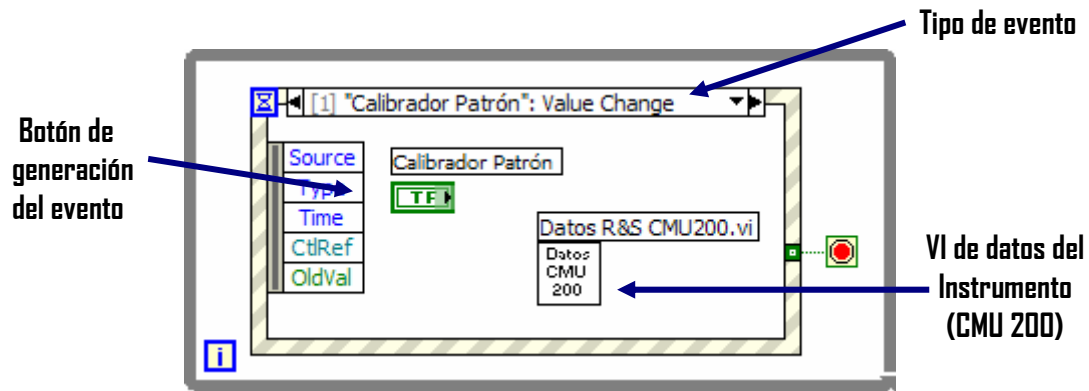 Tipo de evento
[1] "Calibrador Patrón": Value Change
Botón de
generación
del evento
Source
Type
Time
CtlRef
OldVal
Calibrador Patrón
TF
Datos R&S CMU200.vi
Datos
CMU
200
VI de datos del
Instrumento
(CMU 200)
i